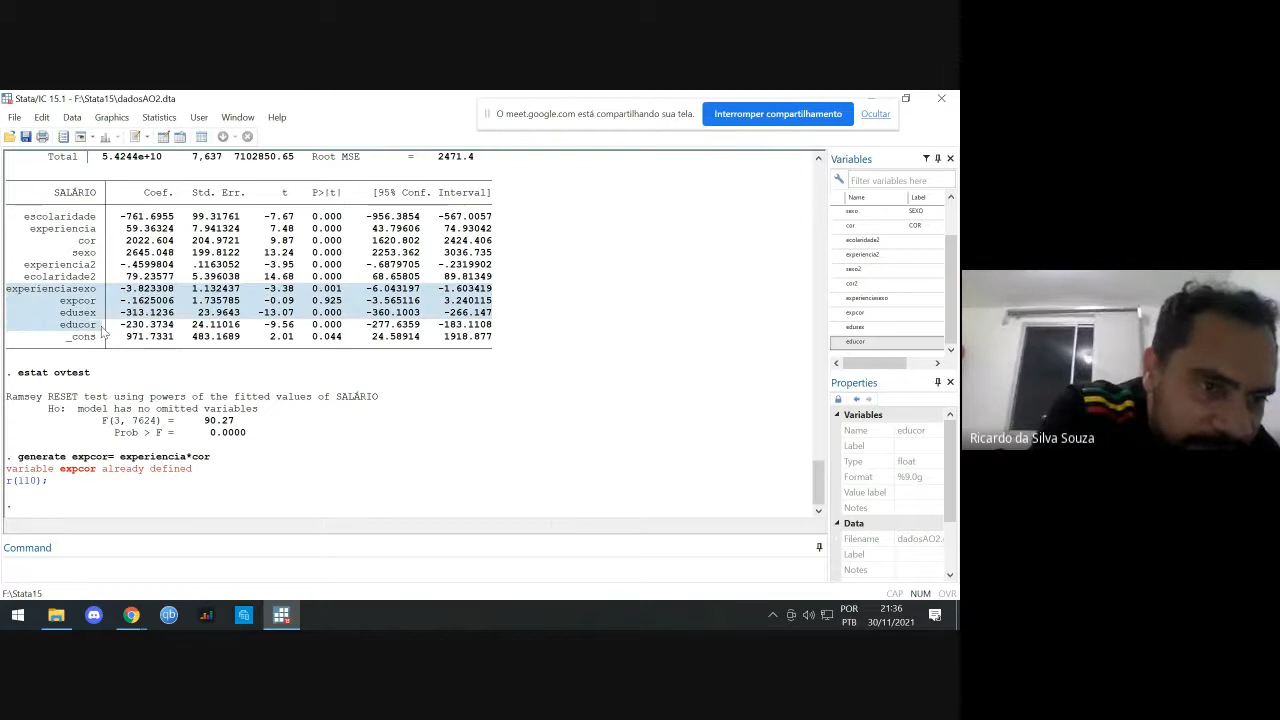 Stata/IC 15.1 - F:\Stata15\dadosAO2.dta
O meet.google.com está compartilhando sua tela. Interromper compartilhamento Ocultar
File Edit Data Graphics Statistics User Window Help
Total 5.4244e+10 7,637 7102850.65 Root MSE = 2471.4
SALÁRIO Coef. Std. Err. t P>|t| [95% Conf. Interval]
escolaridade -761.6955 99.31761 -7.67 0.000 -956.3854 -567.0057
experiencia 59.36324 7.941324 7.48 0.000 43.79606 74.93042
cor 2022.604 204.9721 9.87 0.000 1620.802 2424.406
sexo 2645.048 199.8122 13.24 0.000 2253.362 3036.735
experiencia2 -.4599804 .1163052 -3.95 0.000 -.6879705 -.2319902
ecolaridade2 79.23577 5.396038 14.68 0.000 68.65805 89.81349
experienciasexo -3.823308 1.132437 -3.38 0.001 -6.043197 -1.603419
expcor -.1625006 1.735785 -0.09 0.925 -3.565116 3.240115
edusex -313.1236 23.9643 -13.07 0.000 -360.1003 -266.147
educor -230.3734 24.11016 -9.56 0.000 -277.6359 -183.1108
_cons 971.7331 483.1689 2.01 0.044 24.58914 1918.877
. estat ovtest
Ramsey RESET test using powers of the fitted values of SALÁRIO
Ho: model has no omitted variables
F(3, 7624) = 90.27
Prob > F = 0.0000
. generate expcor= experiencia*cor
variable expcor already defined
r(110);
.
Command
F:\Stata15
Variables
Filter variables here
Name Label
sexo SEXO
cor COR
ecolaridade2
experiencia2
sexo2
cor2
experienciasexo
expcor
edusex
educor
Properties
Variables
Name educor
Label
Type float
Format %9.0g
Value label
Notes
Data
Filename dadosAO2.
Label
Notes
CAP NUM OVR
POR
PTB
21:36
30/11/2021
Ricardo da Silva Souza